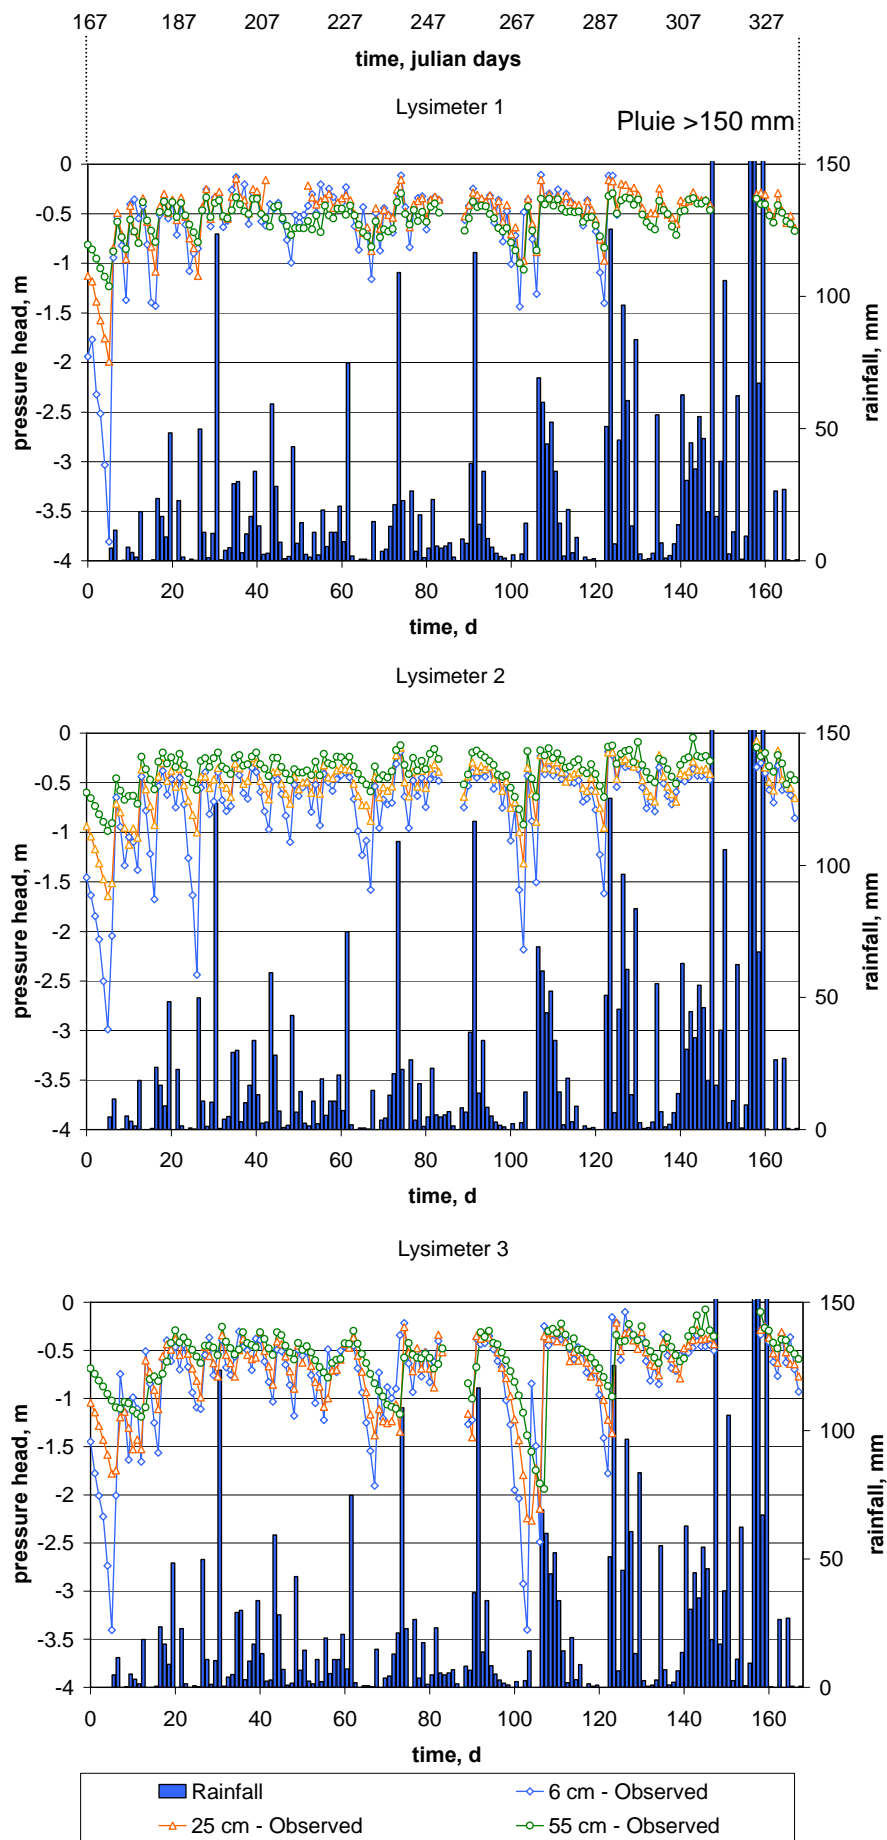 167 187 207 227 247 267 287 307 327
time, julian days
Lysimeter 1
Pluie >150 mm
0 150
-0.5
-1
100
-1.5
-2
-2.5
50
-3
-3.5
-4 0
0 20 40 60 80 100 120 140 160
time, d
pressure head, m
rainfall, mm
Lysimeter 2
0 150
-0.5
-1
100
-1.5
-2
-2.5
50
-3
-3.5
-4 0
0 20 40 60 80 100 120 140 160
time, d
pressure head, m
rainfall, mm
Lysimeter 3
0 150
-0.5
-1
100
-1.5
-2
-2.5
50
-3
-3.5
-4 0
0 20 40 60 80 100 120 140 160
time, d
pressure head, m
rainfall, mm
Rainfall 6 cm - Observed
25 cm - Observed 55 cm - Observed